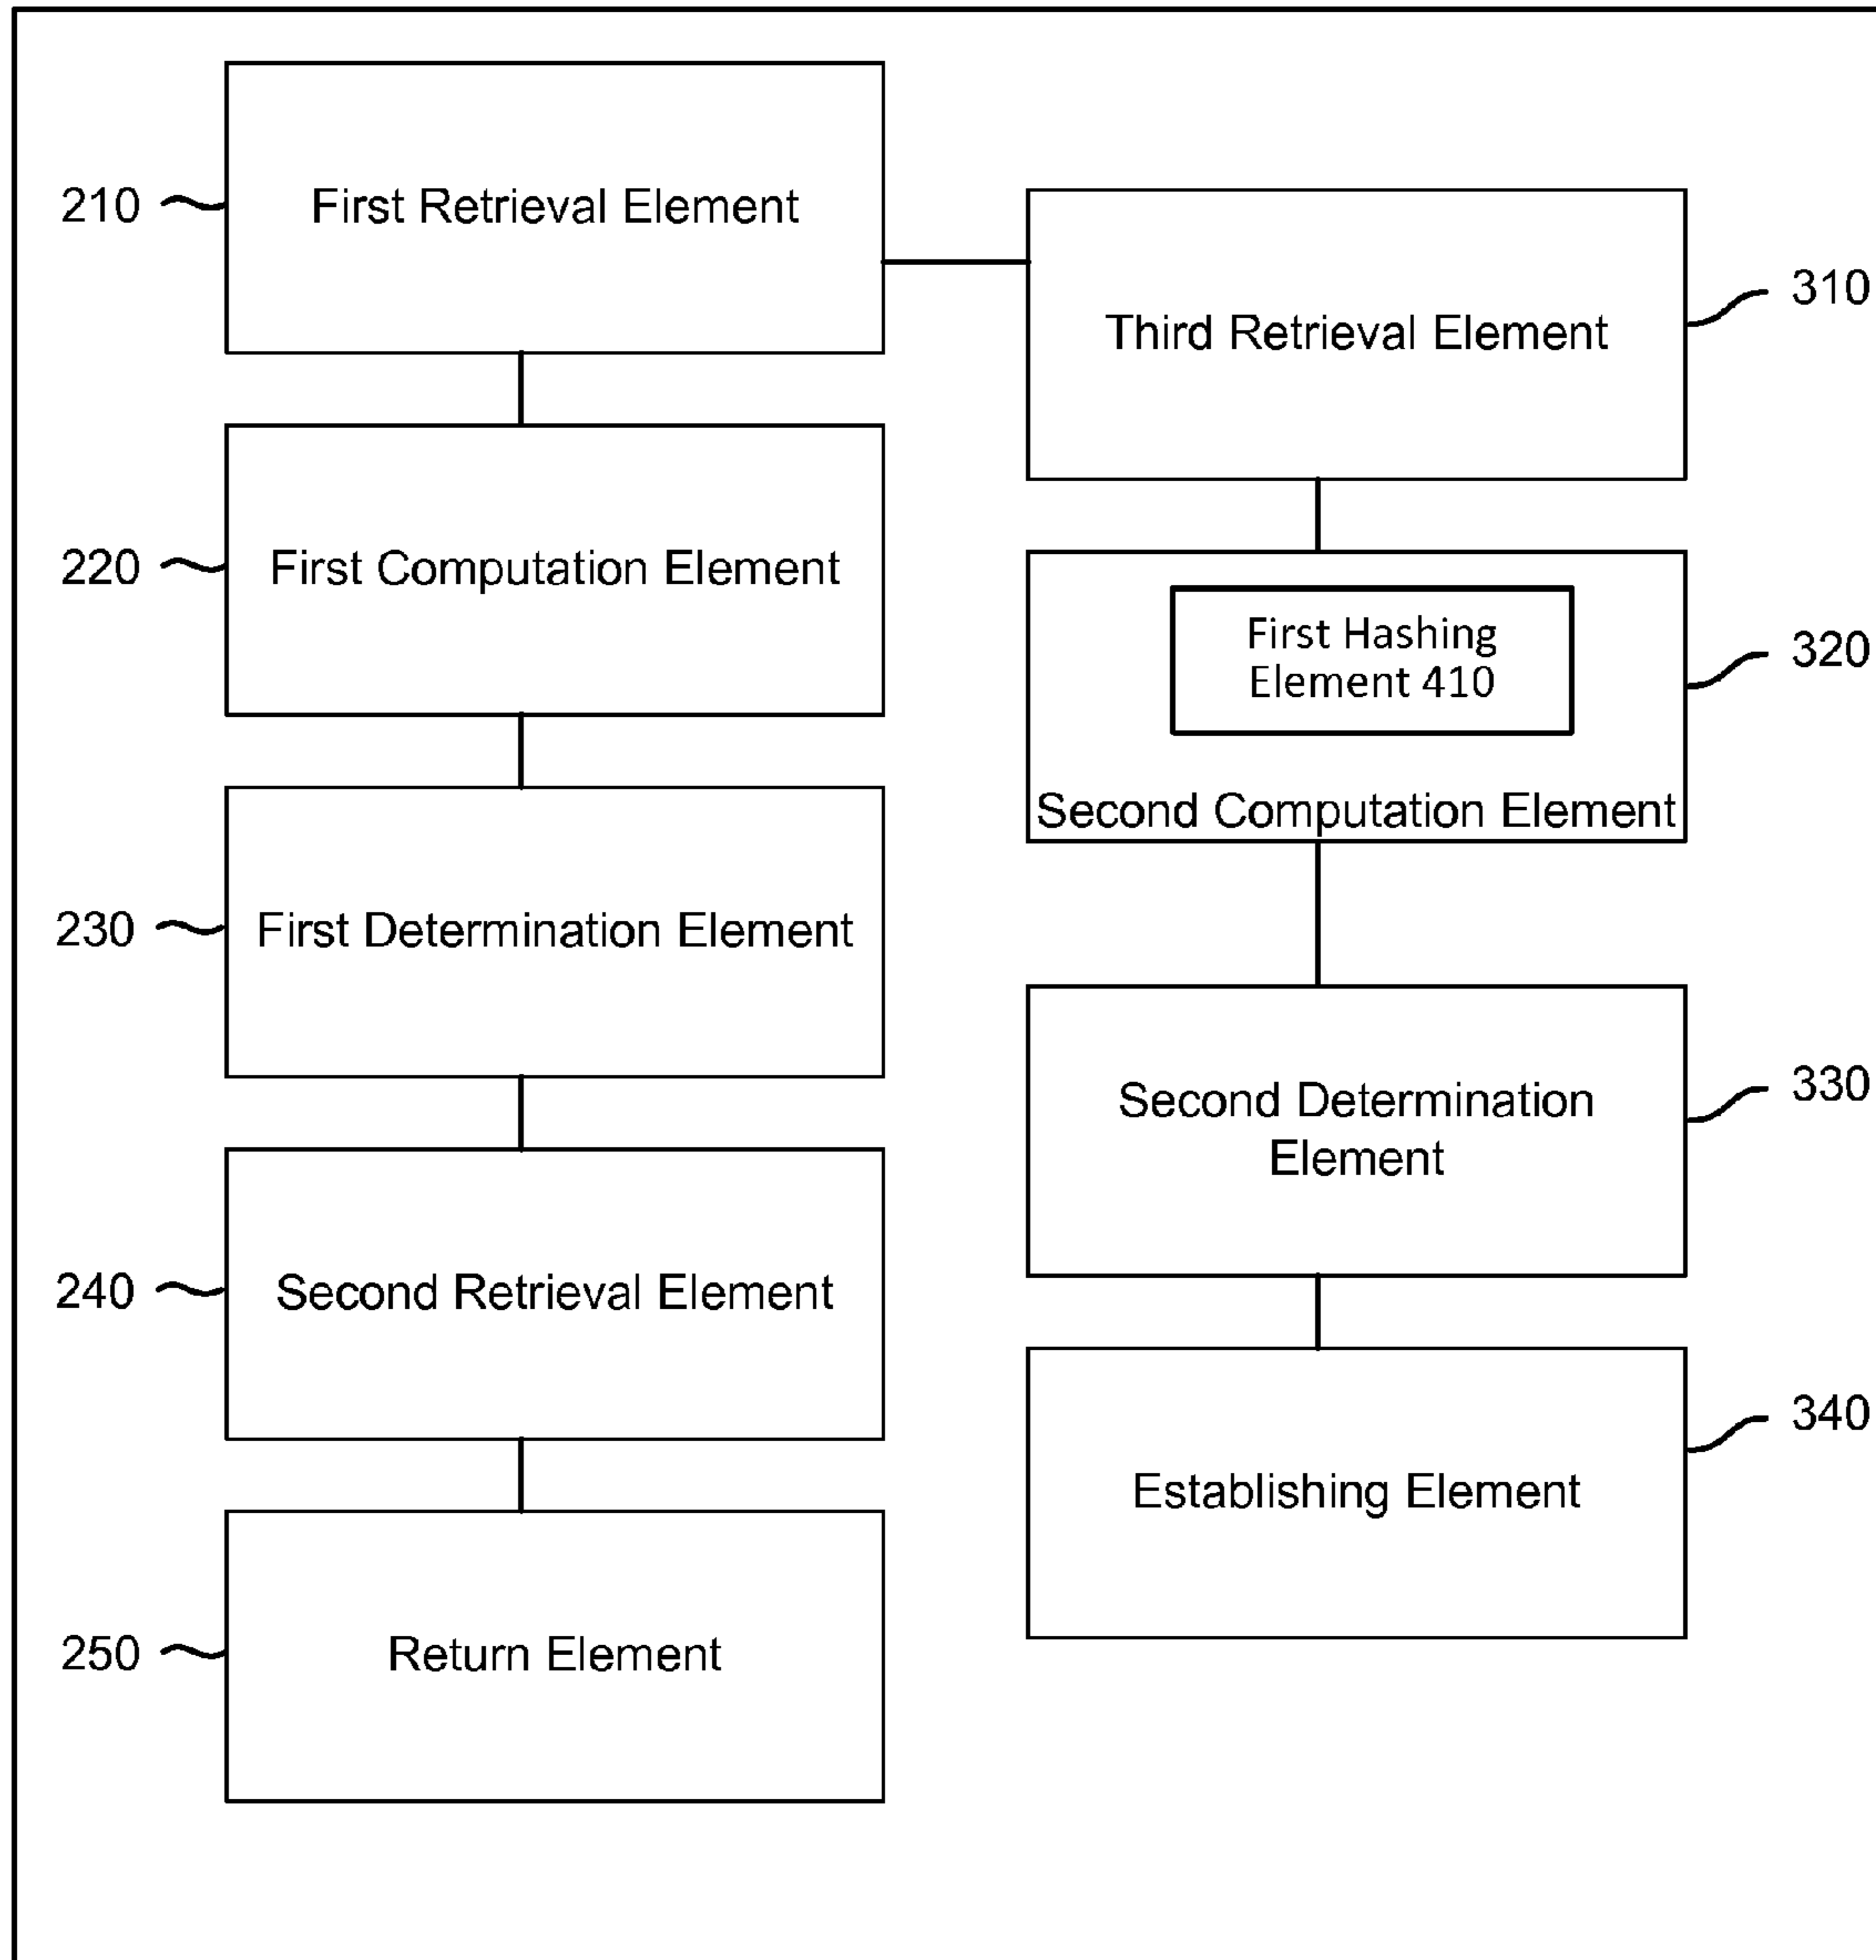 210
First Retrieval Element
220
First Computation Element
230
First Determination Element
240
Second Retrieval Element
250
Return Element
Third Retrieval Element
310
First Hashing
Element 410
Second Computation Element
320
Second Determination
Element
330
Establishing Element
340